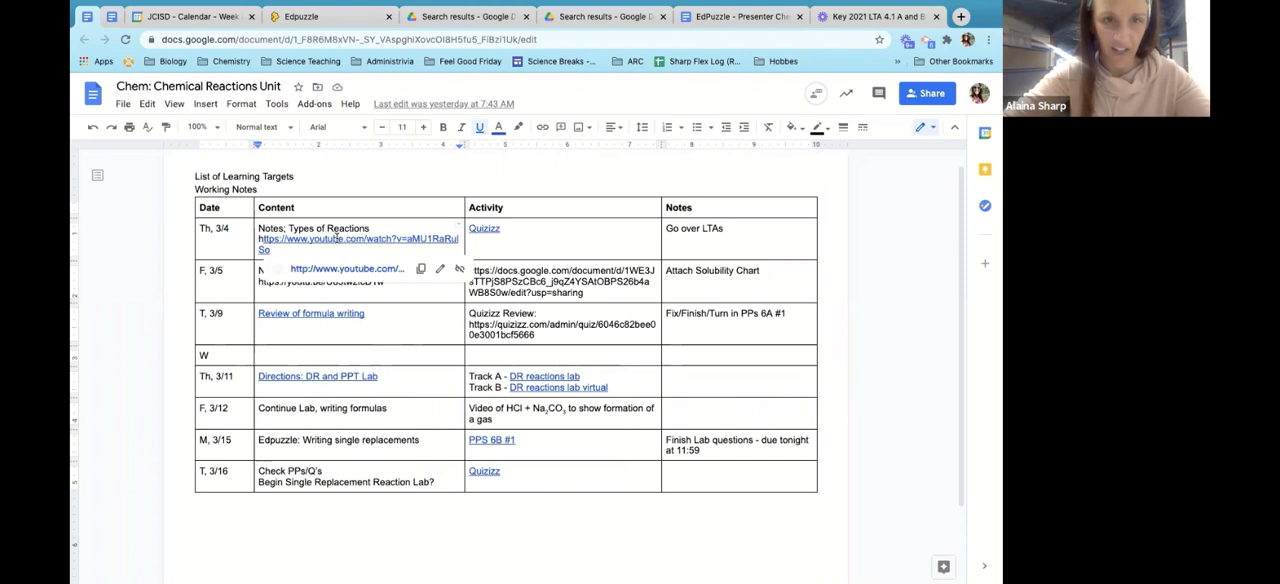 JCISD - Calendar - Week
Edpuzzle
Search results - Google D
Search results - Google D
EdPuzzle - Presenter Che
Key 2021 LTA 4.1 A and B
docs.google.com/document/d/1_F8R6M8xVN-_SY_VAspghiXovcOI8H5fu5_FiBzi1Uk/edit
Apps
Biology
Chemistry
Science Teaching
Administrivia
Feel Good Friday
Science Breaks -...
ARC
Sharp Flex Log (R...
Hobbes
»
Other Bookmarks
Chem: Chemical Reactions Unit
File Edit View Insert Format Tools Add-ons Help Last edit was yesterday at 7:43 AM
Share
100% Normal text Arial 11
List of Learning Targets
Working Notes
Date Content Activity Notes
Th, 3/4
Notes; Types of Reactions
https://www.youtube.com/watch?v=aMU1RaRuI
So
Quizizz
Go over LTAs
http://www.youtube.com/...
F, 3/5
ttps://docs.google.com/document/d/1WE3J
sTTPjS8PSzCBc6_j9qZ4YSAtOBPS26b4a
WB8S0w/edit?usp=sharing
Attach Solubility Chart
T, 3/9
Review of formula writing
Quizizz Review:
https://quizizz.com/admin/quiz/6046c82bee0
0e3001bcf5666
Fix/Finish/Turn in PPs 6A #1
W
Th, 3/11
Directions: DR and PPT Lab
Track A - DR reactions lab
Track B - DR reactions lab virtual
F, 3/12
Continue Lab, writing formulas
Video of HCl + Na2CO3 to show formation of
a gas
M, 3/15
Edpuzzle: Writing single replacements
PPS 6B #1
Finish Lab questions - due tonight
at 11:59
T, 3/16
Check PPs/Q's
Begin Single Replacement Reaction Lab?
Quizizz
Alaina Sharp